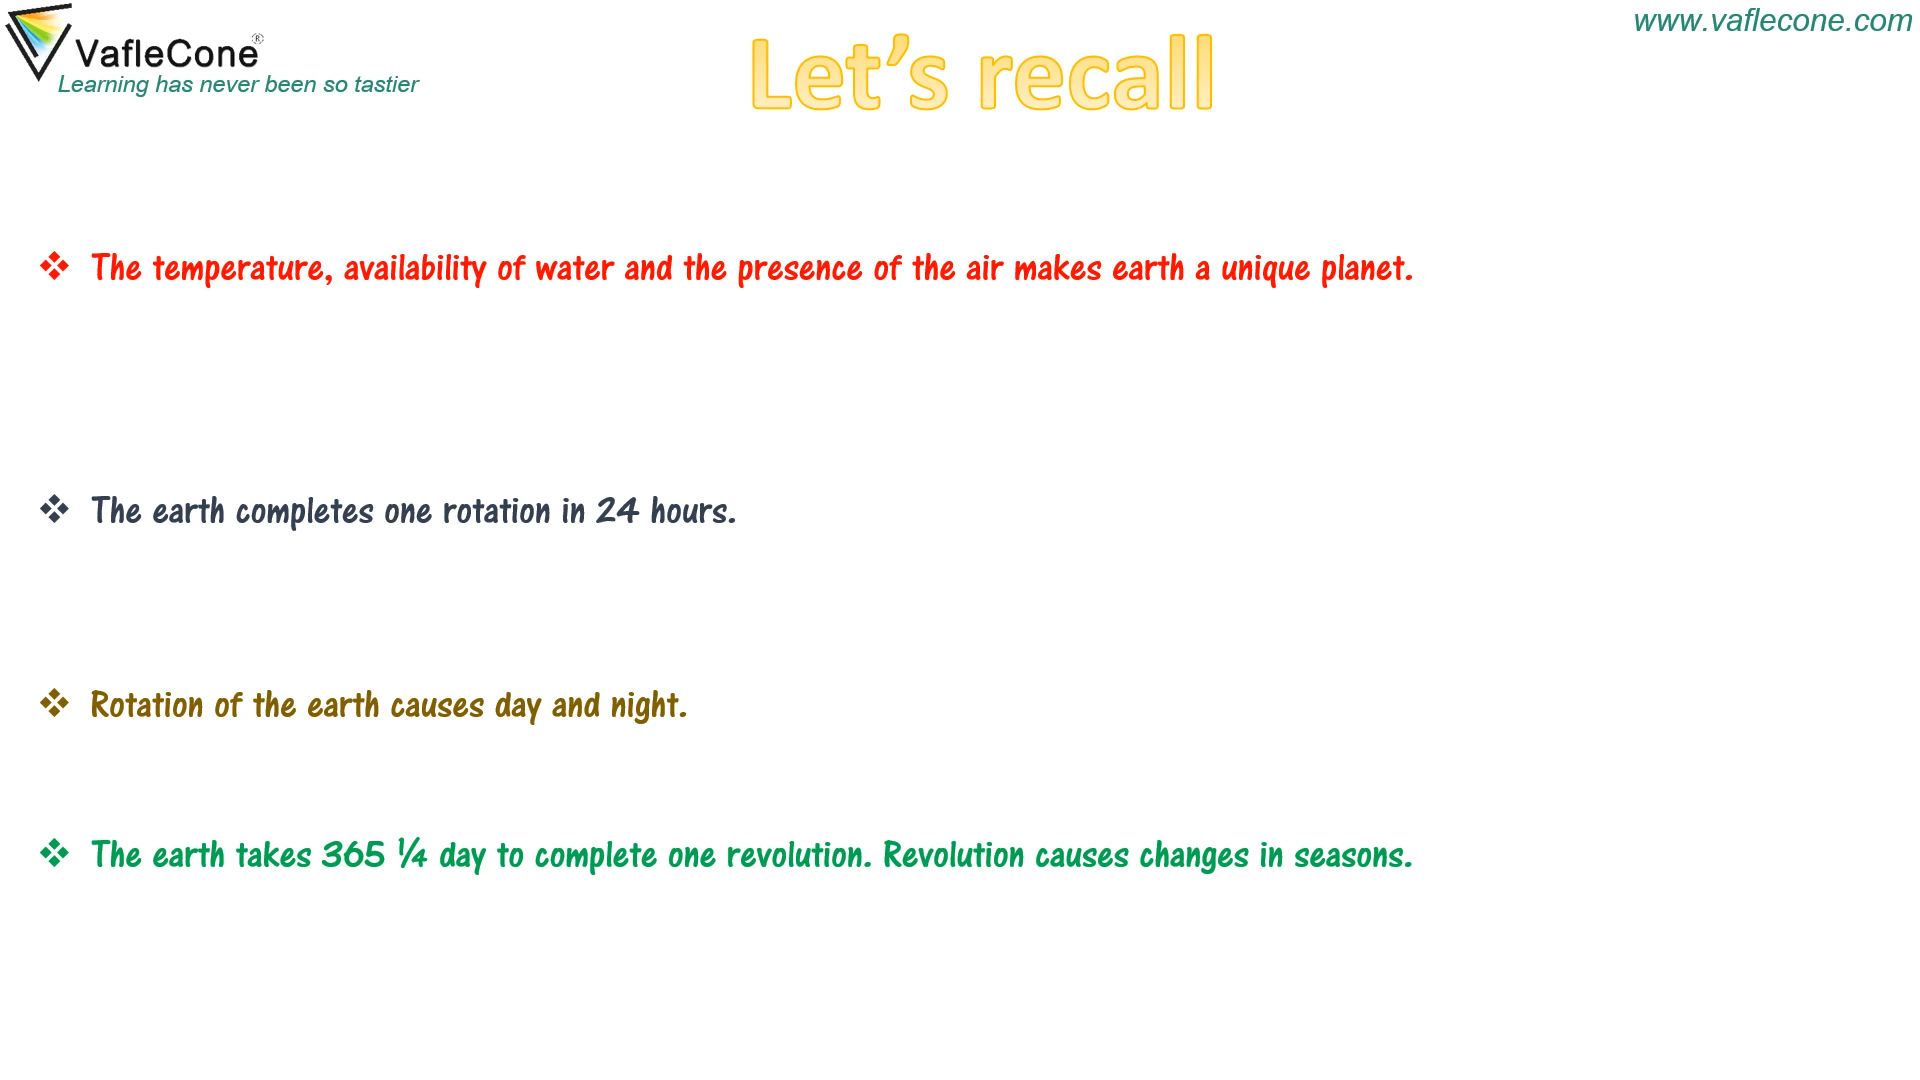 www.vaflecone.com
VafleCone®
Learning has never been so tastier
Let's recall
❖ The temperature, availability of water and the presence of the air makes earth a unique planet.
❖ The earth completes one rotation in 24 hours.
❖ Rotation of the earth causes day and night.
❖ The earth takes 365 ¼ day to complete one revolution. Revolution causes changes in seasons.